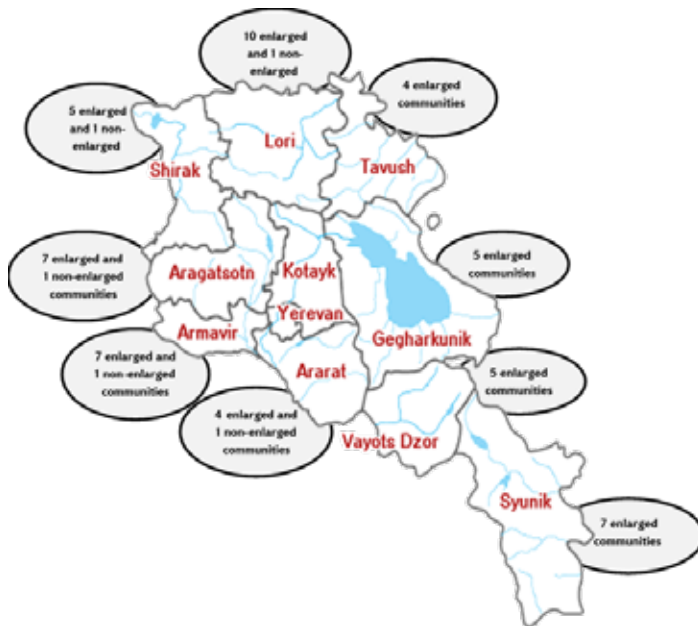 10 enlarged
and 1 non-
enlarged
4 enlarged
communities
5 enlarged
and 1 non-
enlarged
Lori
Tavush
Shirak
7 enlarged and
1 non-enlarged
communities
Aragatsotn
Kotayk
5 enlarged
communities
Yerevan
Armavir
Gegharkunik
7 enlarged and
1 non-enlarged
communities
Ararat
5 enlarged
communities
4 enlarged and
1 non-enlarged
communities
Vayots Dzor
Syunik
7 enlarged
communities